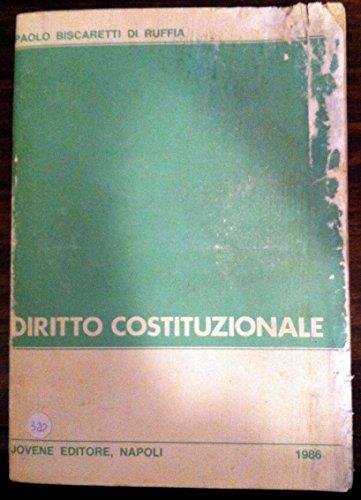 PAOLO BISCARETTI DI RUFFIA
DIRITTO COSTITUZIONALE
JOVENE EDITORE, NAPOLI 1986